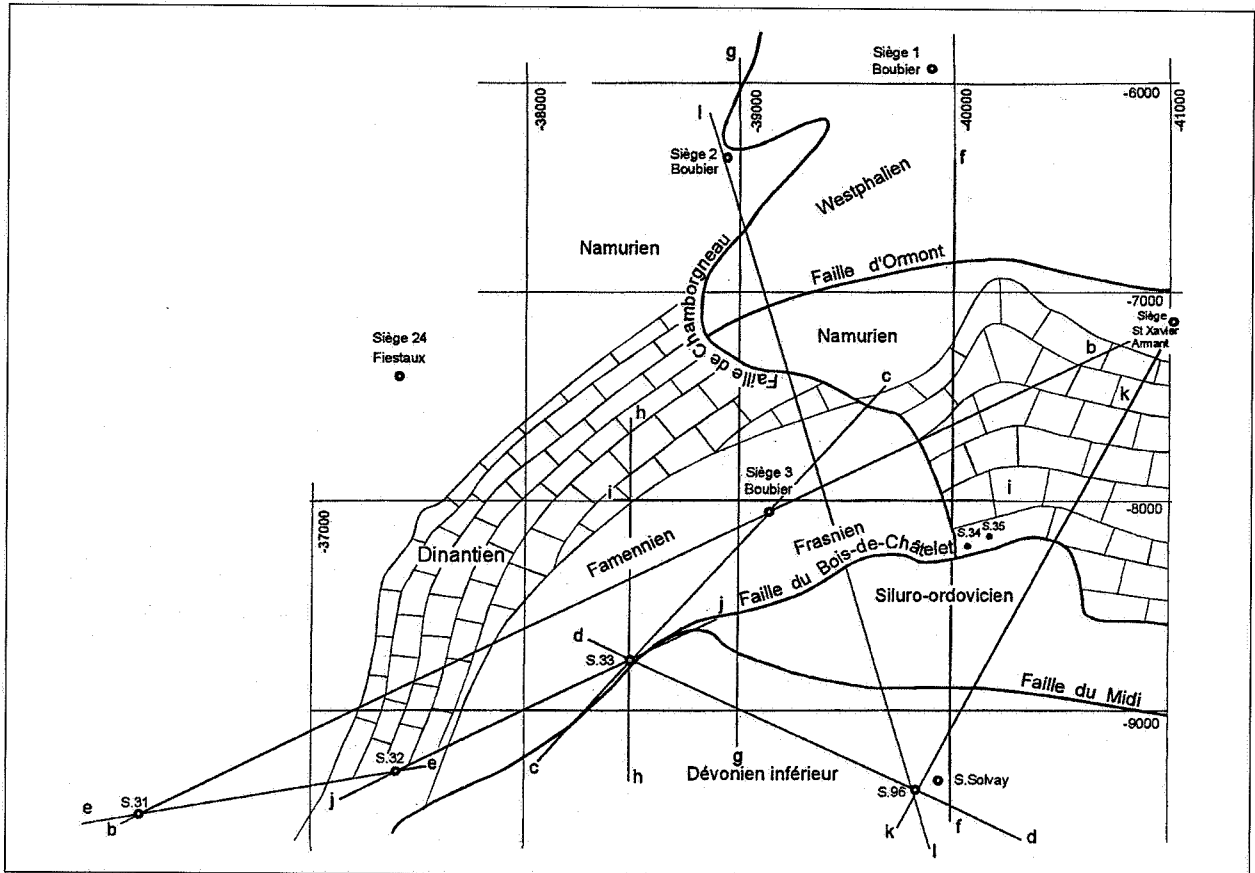 g
Siège 1
Boubier
-38000
-39000
-40000
-6000
-41000
l
Siège 2
Boubier
f
Westphalien
Namurien
Faille de Chamborgneau
Faille d'Ormont
-7000
Siège
St Xavier
Armant
Namurien
b
Siège 24
Fiestaux
c
k
h
Siège 3
Boubier
i
i
-37000
-8000
Frasnien
S.34
S.35
Dinantien
Famennien
Faille du Bois-de-Châtelet
Siluro-ordovicien
j
d
S.33
Faille du Midi
-9000
S.32
e
c
g
h
Dévonien inférieur
S.Solvay
S.96
S.31
e
b
j
k
f
d
l